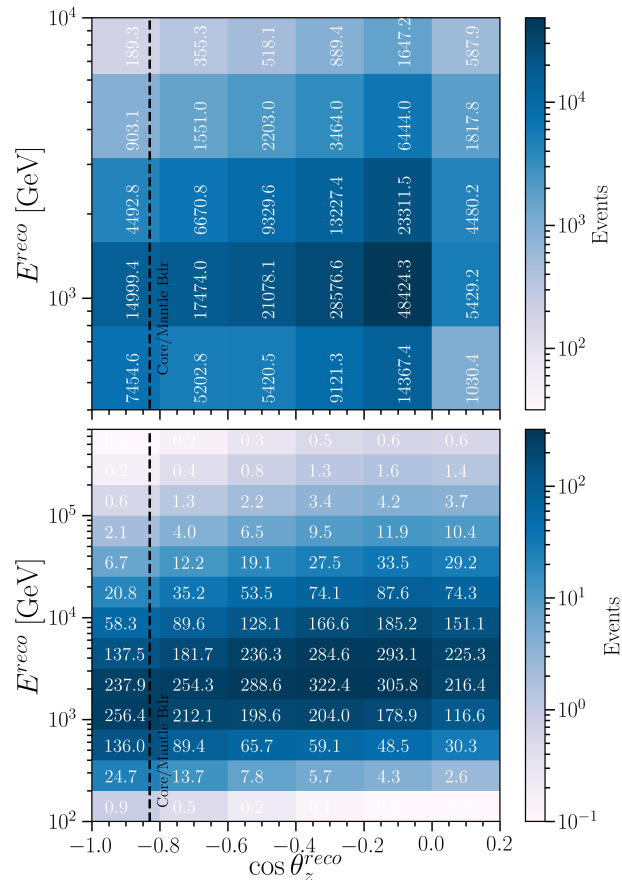 10^4
189.3 355.3 518.1 889.4 1647.2 587.9
903.1 1551.0 2203.0 3464.0 6444.0 1817.8
4492.8 6670.8 9329.6 13227.4 23311.5 4480.2
10^3
14999.4 17474.0 21078.1 28576.6 48424.3 5429.2
7454.6 5202.8 5420.5 9121.3 14367.4 1030.4
Core/Mantle Bdr
E^{reco} [GeV]
10^4
10^3
10^2
Events
0.2 0.3 0.5 0.6 0.6
0.2 0.4 0.8 1.3 1.6 1.4
0.6 1.3 2.2 3.4 4.2 3.7
10^5
2.1 4.0 6.5 9.5 11.9 10.4
6.7 12.2 19.1 27.5 33.5 29.2
20.8 35.2 53.5 74.1 87.6 74.3
10^4
58.3 89.6 128.1 166.6 185.2 151.1
137.5 181.7 236.3 284.6 293.1 225.3
237.9 254.3 288.6 322.4 305.8 216.4
10^3
256.4 212.1 198.6 204.0 178.9 116.6
136.0 89.4 65.7 59.1 48.5 30.3
24.7 13.7 7.8 5.7 4.3 2.6
0.9 0.5 0.2
10^2
Core/Mantle Bdr
E^{reco} [GeV]
−1.0 −0.8 −0.6 −0.4 −0.2 0.0 0.2
cos θ_z^{reco}
10^2
10^1
10^0
10^{−1}
Events